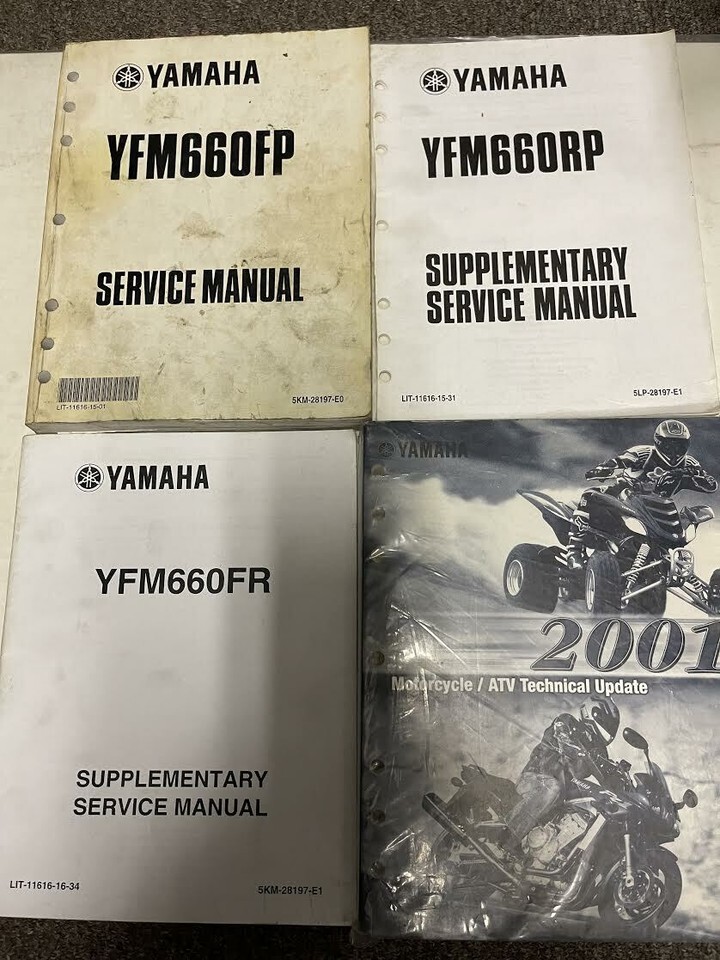 YAMAHA
YFM660FP
SERVICE MANUAL
LIT-11616-15-01
5KM-28197-E0
YAMAHA
YFM660RP
SUPPLEMENTARY
SERVICE MANUAL
LIT-11616-15-31
5LP-28197-E1
YAMAHA
YFM660FR
SUPPLEMENTARY
SERVICE MANUAL
LIT-11616-16-34
5KM-28197-E1
YAMAHA
2001
Motorcycle / ATV Technical Update